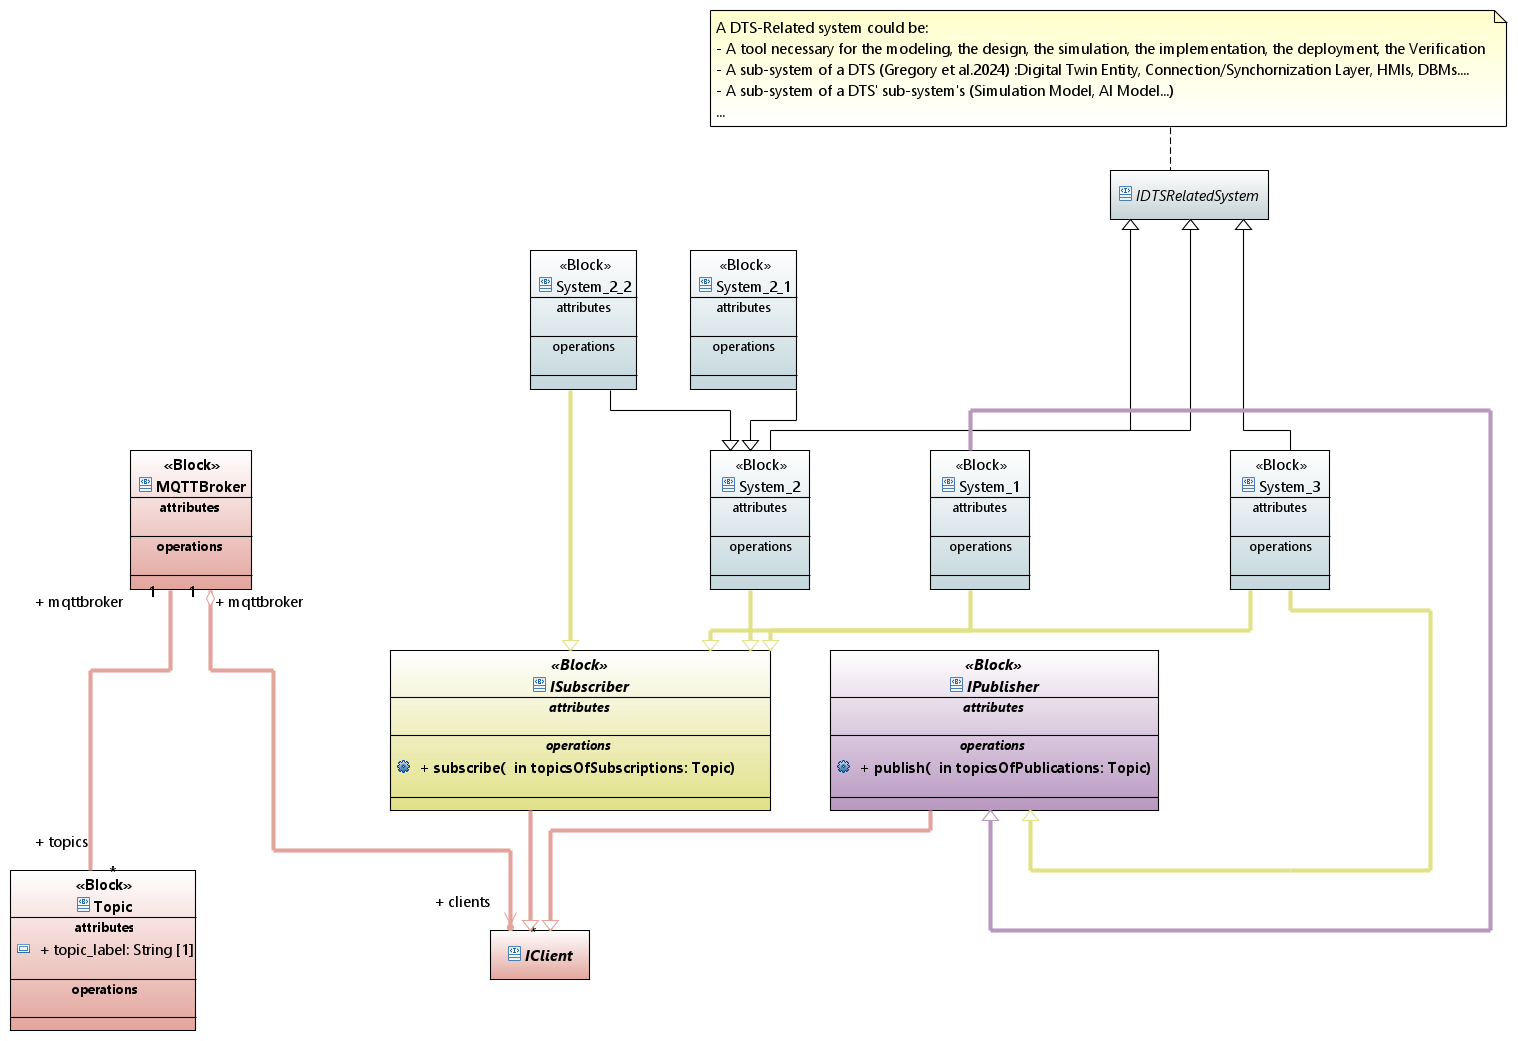 A DTS-Related system could be:
- A tool necessary for the modeling, the design, the simulation, the implementation, the deployment, the Verification
- A sub-system of a DTS (Gregory et al.2024) :Digital Twin Entity, Connection/Synchornization Layer, HMIs, DBMs....
- A sub-system of a DTS' sub-system's (Simulation Model, AI Model...)
...
IDTSRelatedSystem
«Block»
System_2_2
attributes
operations
«Block»
System_2_1
attributes
operations
«Block»
MQTTBroker
attributes
operations
«Block»
System_2
attributes
operations
«Block»
System_1
attributes
operations
«Block»
System_3
attributes
operations
1
1
+ mqttbroker
+ mqttbroker
«Block»
ISubscriber
attributes
operations
+ subscribe( in topicsOfSubscriptions: Topic)
«Block»
IPublisher
attributes
operations
+ publish( in topicsOfPublications: Topic)
+ topics
*
«Block»
Topic
attributes
+ topic_label: String [1]
operations
+ clients
*
IClient